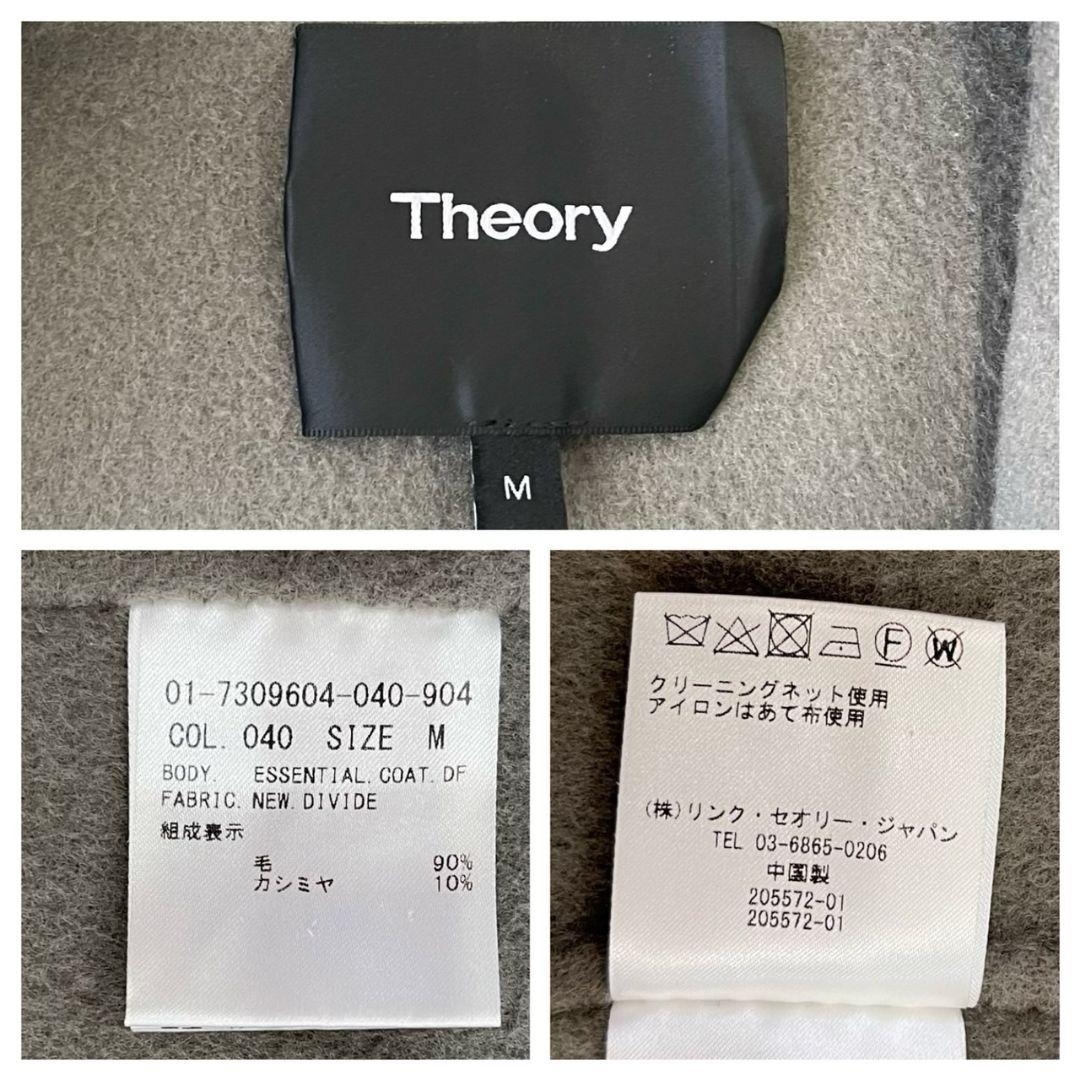 Theory
M
01-7309604-040-904
COL. 040 SIZE M
BODY. ESSENTIAL.COAT.DF
FABRIC. NEW.DIVIDE
組成表示
毛 90%
カシミヤ 10%
F W
クリーニングネット使用
アイロンはあて布使用
(株)リンク・セオリー・ジャパン
TEL 03-6865-0206
中国製
205572-01
205572-01